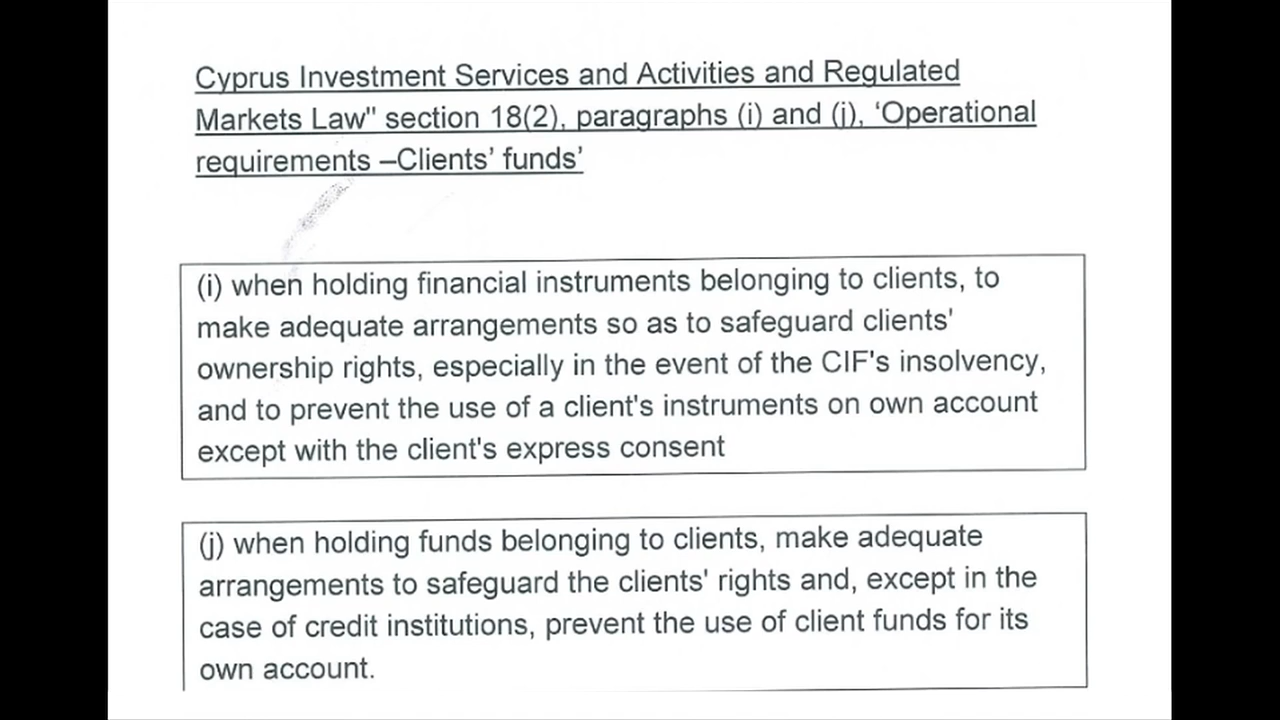 Cyprus Investment Services and Activities and Regulated
Markets Law" section 18(2), paragraphs (i) and (j), ‘Operational
requirements –Clients’ funds’
(i) when holding financial instruments belonging to clients, to
make adequate arrangements so as to safeguard clients'
ownership rights, especially in the event of the CIF's insolvency,
and to prevent the use of a client's instruments on own account
except with the client's express consent
(j) when holding funds belonging to clients, make adequate
arrangements to safeguard the clients' rights and, except in the
case of credit institutions, prevent the use of client funds for its
own account.